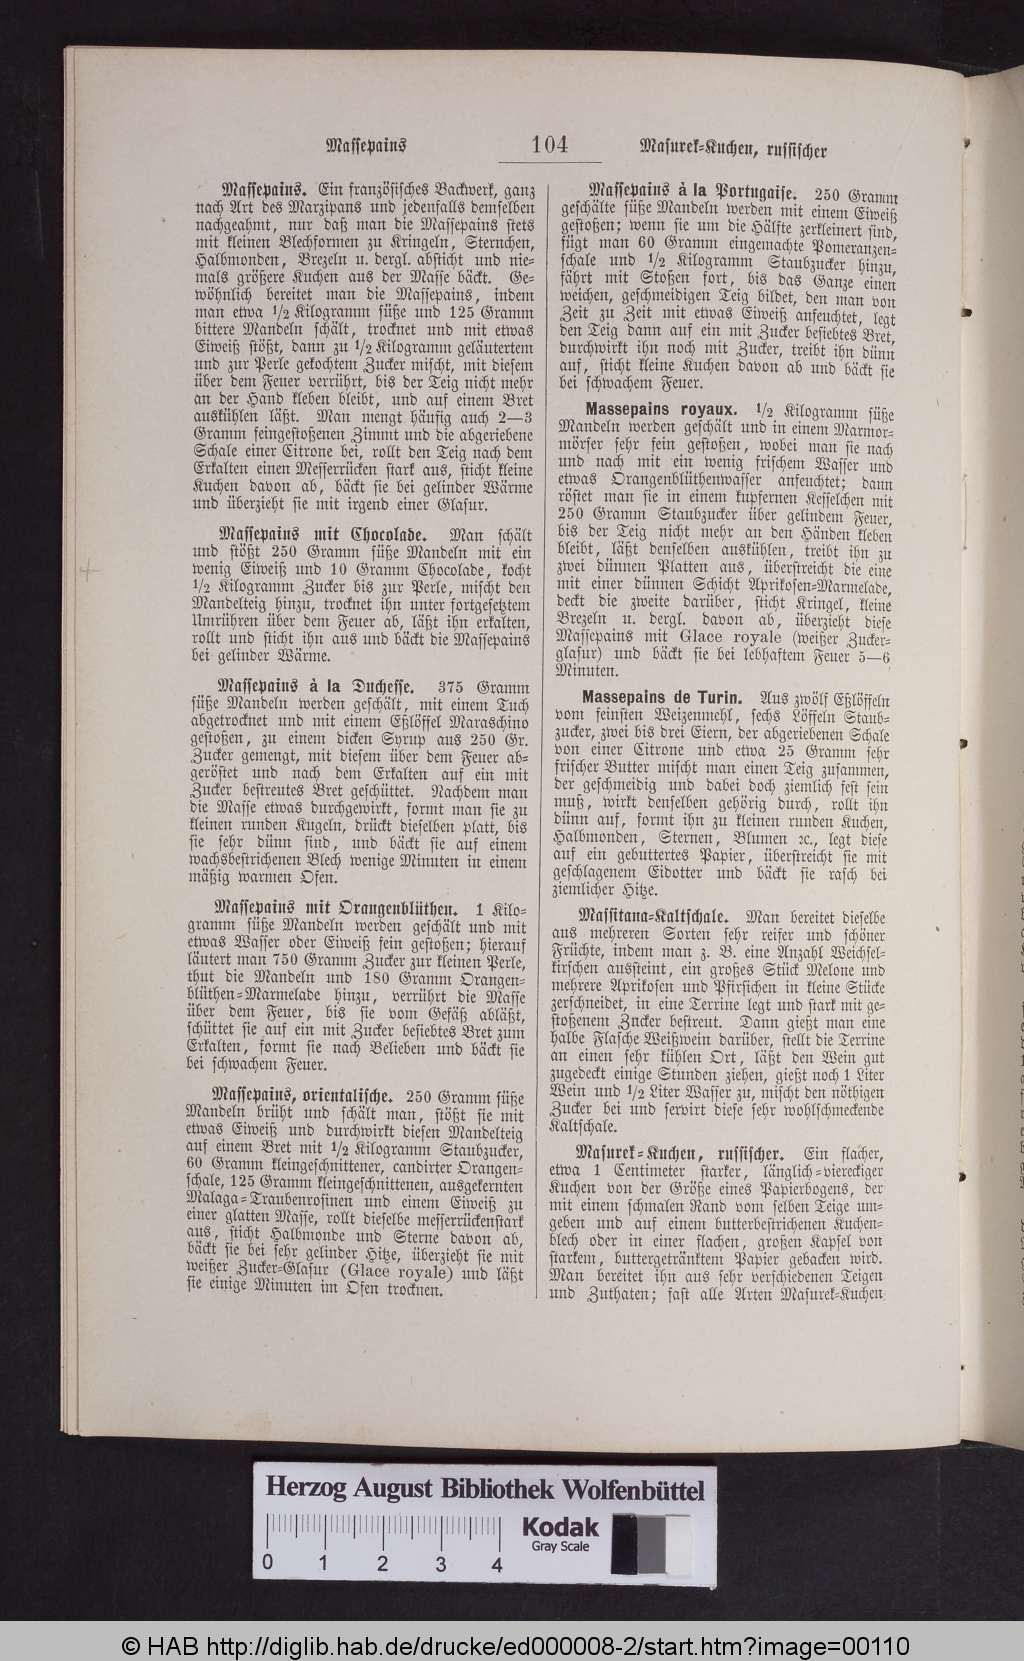 Massepains 104 Masurek-Kuchen, russischer
Massepains. Ein französisches Backwerk, ganz
nach Art des Marzipans und jedenfalls demselben
nachgeahmt, nur daß man die Massepains stets
mit kleinen Blechformen zu Kringeln, Sternchen,
Halbmonden, Brezeln u. dergl. absticht und nie-
mals größere Kuchen aus der Masse bäckt. Ge-
wöhnlich bereitet man die Massepains, indem
man etwa 1/2 Kilogramm süße und 125 Gramm
bittere Mandeln schält, trocknet und mit etwas
Eiweiß stößt, dann zu 1/2 Kilogramm geläutertem
und zur Perle gekochtem Zucker mischt, mit diesem
über dem Feuer verrührt, bis der Teig nicht mehr
an der Hand kleben bleibt, und auf einem Bret
auskühlen läßt. Man mengt häufig auch 2—3
Gramm feingestoßenen Zimmt und die abgeriebene
Schale einer Citrone bei, rollt den Teig nach dem
Erkalten einen Messerrücken stark aus, sticht kleine
Kuchen davon ab, bäckt sie bei gelinder Wärme
und überzieht sie mit irgend einer Glasur.
Massepains mit Chocolade. Man schält
und stößt 250 Gramm süße Mandeln mit ein
wenig Eiweiß und 10 Gramm Chocolade, kocht
1/2 Kilogramm Zucker bis zur Perle, mischt den
Mandelteig hinzu, trocknet ihn unter fortgesetztem
Umrühren über dem Feuer ab, läßt ihn erkalten,
rollt und sticht ihn aus und bäckt die Massepains
bei gelinder Wärme.
Massepains à la Duchesse. 375 Gramm
süße Mandeln werden geschält, mit einem Tuch
abgetrocknet und mit einem Eßlöffel Maraschino
gestoßen, zu einem dicken Syrup aus 250 Gr.
Zucker gemengt, mit diesem über dem Feuer ab-
geröstet und nach dem Erkalten auf ein mit
Zucker bestreutes Bret geschüttet. Nachdem man
die Masse etwas durchgewirkt, formt man sie zu
kleinen runden Kugeln, drückt dieselben platt, bis
sie sehr dünn sind, und bäckt sie auf einem
wachsbestrichenen Blech wenige Minuten in einem
mäßig warmen Ofen.
Massepains mit Orangenblüthen. 1 Kilo-
gramm süße Mandeln werden geschält und mit
etwas Wasser oder Eiweiß fein gestoßen; hierauf
läutert man 750 Gramm Zucker zur kleinen Perle,
thut die Mandeln und 180 Gramm Orangen-
blüthen-Marmelade hinzu, verrührt die Masse
über dem Feuer, bis sie vom Gefäß abläßt,
schüttet sie auf ein mit Zucker besiebtes Bret zum
Erkalten, formt sie nach Belieben und bäckt sie
bei schwachem Feuer.
Massepains, orientalische. 250 Gramm süße
Mandeln brüht und schält man, stößt sie mit
etwas Eiweiß und durchwirkt diesen Mandelteig
auf einem Bret mit 1/2 Kilogramm Staubzucker,
60 Gramm kleingeschnittener, candirter Orangen-
schale, 125 Gramm kleingeschnittenen, ausgekernten
Malaga-Traubenrosinen und einem Eiweiß zu
einer glatten Masse, rollt dieselbe messerrückenstark
aus, sticht Halbmonde und Sterne davon ab,
bäckt sie bei sehr gelinder Hitze, überzieht sie mit
weißer Zucker-Glasur (Glace royale) und läßt
sie einige Minuten im Ofen trocknen.
Massepains à la Portugaise. 250 Gramm
geschälte süße Mandeln werden mit einem Eiweiß
gestoßen; wenn sie um die Hälfte zerkleinert sind,
fügt man 60 Gramm eingemachte Pomeranzen-
schale und 1/2 Kilogramm Staubzucker hinzu,
fährt mit Stoßen fort, bis das Ganze einen
weichen, geschmeidigen Teig bildet, den man von
Zeit zu Zeit mit etwas Eiweiß anfeuchtet, legt
den Teig dann auf ein mit Zucker besiebtes Bret,
durchwirkt ihn noch mit Zucker, treibt ihn dünn
auf, sticht kleine Kuchen davon ab und bäckt sie
bei schwachem Feuer.
Massepains royaux. 1/2 Kilogramm süße
Mandeln werden geschält und in einem Marmor-
mörser sehr fein gestoßen, wobei man sie nach
und nach mit ein wenig frischem Wasser und
etwas Orangenblüthenwasser anfeuchtet; dann
röstet man sie in einem kupfernen Kesselchen mit
250 Gramm Staubzucker über gelindem Feuer,
bis der Teig nicht mehr an den Händen kleben
bleibt, läßt denselben auskühlen, treibt ihn zu
zwei dünnen Platten aus, überstreicht die eine
mit einer dünnen Schicht Aprikosen-Marmelade,
deckt die zweite darüber, sticht Kringel, kleine
Brezeln u. dergl. davon ab, überzieht diese
Massepains mit Glace royale (weißer Zucker-
glasur) und bäckt sie bei lebhaftem Feuer 5—6
Minuten.
Massepains de Turin. Aus zwölf Eßlöffeln
vom feinsten Weizenmehl, sechs Löffeln Staub-
zucker, zwei bis drei Eiern, der abgeriebenen Schale
von einer Citrone und etwa 25 Gramm sehr
frischer Butter mischt man einen Teig zusammen,
der geschmeidig und dabei doch ziemlich fest sein
muß, wirkt denselben gehörig durch, rollt ihn
dünn auf, formt ihn zu kleinen runden Kuchen,
Halbmonden, Sternen, Blumen ꝛc., legt diese
auf ein gebuttertes Papier, überstreicht sie mit
geschlagenem Eidotter und bäckt sie rasch bei
ziemlicher Hitze.
Massitana-Kaltschale. Man bereitet dieselbe
aus mehreren Sorten sehr reifer und schöner
Früchte, indem man z. B. eine Anzahl Weichsel-
kirschen aussteint, ein großes Stück Melone und
mehrere Aprikosen und Pfirsichen in kleine Stücke
zerschneidet, in eine Terrine legt und stark mit ge-
stoßenem Zucker bestreut. Dann gießt man eine
halbe Flasche Weißwein darüber, stellt die Terrine
an einen sehr kühlen Ort, läßt den Wein gut
zugedeckt einige Stunden ziehen, gießt noch 1 Liter
Wein und 1/2 Liter Wasser zu, mischt den nöthigen
Zucker bei und servirt diese sehr wohlschmeckende
Kaltschale.
Masurek-Kuchen, russischer. Ein flacher,
etwa 1 Centimeter starker, länglich-viereckiger
Kuchen von der Größe eines Papierbogens, der
mit einem schmalen Rand vom selben Teige um-
geben und auf einem butterbestrichenen Kuchen-
blech oder in einer flachen, großen Kapsel von
starkem, buttergetränktem Papier gebacken wird.
Man bereitet ihn aus sehr verschiedenen Teigen
und Zuthaten; fast alle Arten Masurek-Kuchen
Herzog August Bibliothek Wolfenbüttel
Kodak
Gray Scale
0 1 2 3 4
© HAB http://diglib.hab.de/drucke/ed000008-2/start.htm?image=00110